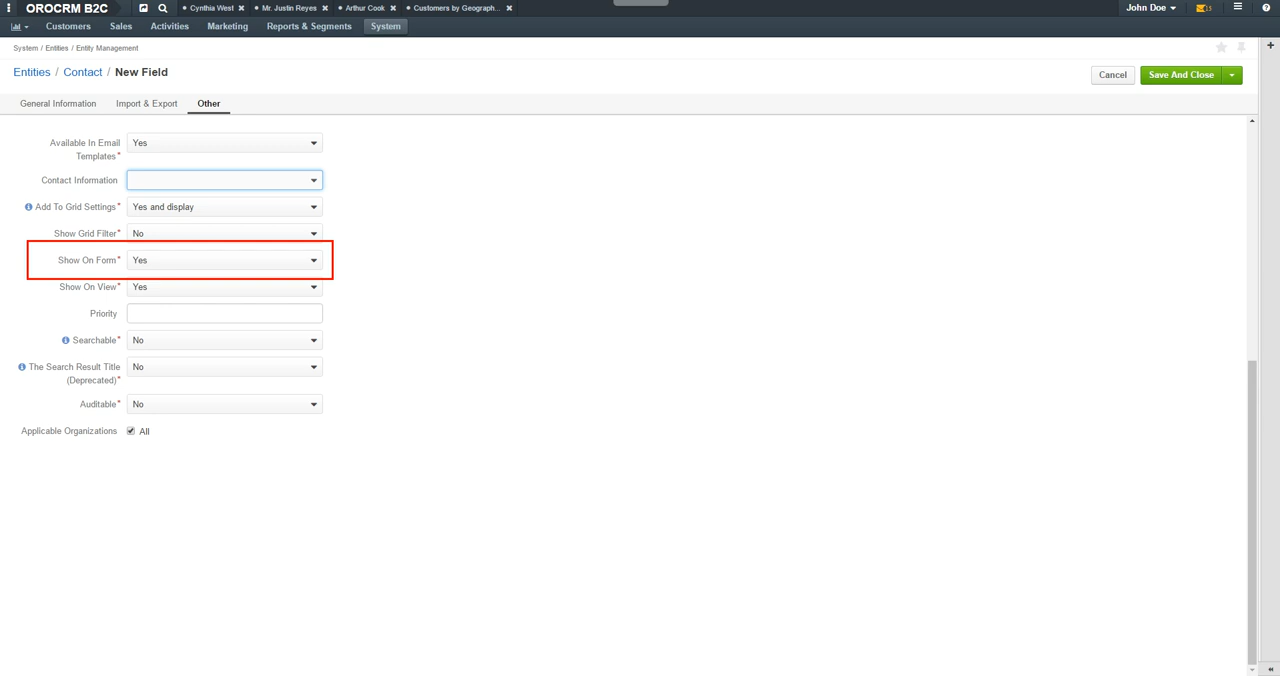 OROCRM B2C
Cynthia West ✖ Mr. Justin Reyes ✖ Arthur Cook ✖ Customers by Geograph... ✖
John Doe
15
Customers Sales Activities Marketing Reports & Segments System
System / Entities / Entity Management
Entities / Contact / New Field
Cancel Save And Close
General Information Import & Export Other
Available In Email Templates* Yes
Contact Information
Add To Grid Settings* Yes and display
Show Grid Filter* No
Show On Form* Yes
Show On View* Yes
Priority
Searchable* No
The Search Result Title (Deprecated)* No
Auditable* No
Applicable Organizations All